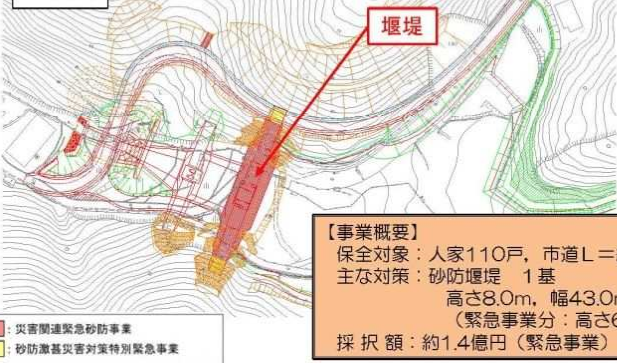 堰堤
【事業概要】
保全対象：人家110戸，市道L＝
主な対策：砂防堰堤 1基
高さ8.0m，幅43.0m
（緊急事業分：高さ6
採択額：約1.4億円（緊急事業）
：災害関連緊急砂防事業
：砂防激甚災害対策特別緊急事業